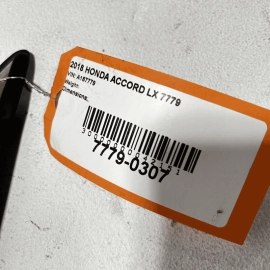 2018 HONDA ACCORD LX 7779
VIN: A187779
Weight:
Dimensions:
7779-0307